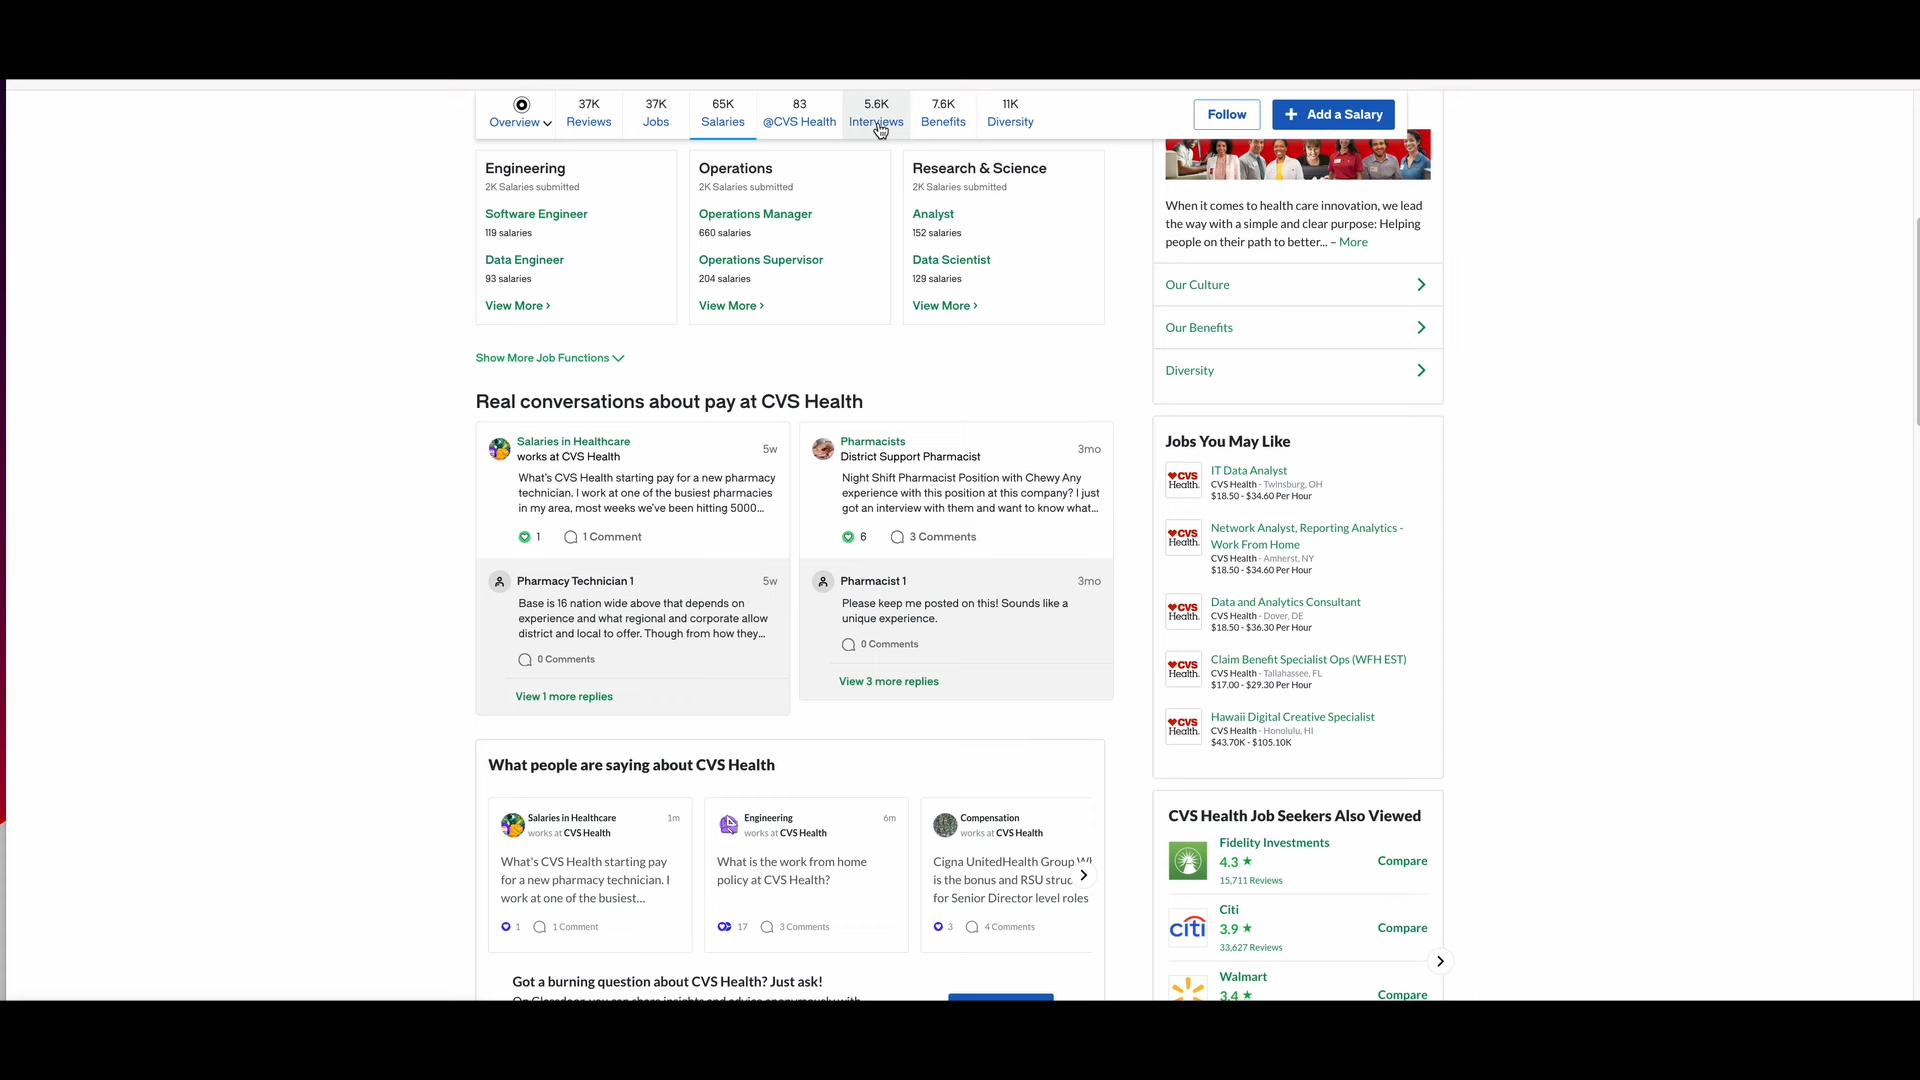 Overview
37K
Reviews
37K
Jobs
65K
Salaries
83
@CVS Health
5.6K
Interviews
7.6K
Benefits
11K
Diversity
Follow
+ Add a Salary
Engineering
2K Salaries submitted
Software Engineer
119 salaries
Data Engineer
93 salaries
View More
Operations
2K Salaries submitted
Operations Manager
660 salaries
Operations Supervisor
204 salaries
View More
Research & Science
2K Salaries submitted
Analyst
152 salaries
Data Scientist
129 salaries
View More
Show More Job Functions
Real conversations about pay at CVS Health
Salaries in Healthcare
works at CVS Health
5w
What's CVS Health starting pay for a new pharmacy
technician. I work at one of the busiest pharmacies
in my area, most weeks we've been hitting 5000...
1
1 Comment
Pharmacy Technician 1
5w
Base is 16 nation wide above that depends on
experience and what regional and corporate allow
district and local to offer. Though from how they...
0 Comments
View 1 more replies
Pharmacists
District Support Pharmacist
3mo
Night Shift Pharmacist Position with Chewy Any
experience with this position at this company? I just
got an interview with them and want to know what...
6
3 Comments
Pharmacist 1
3mo
Please keep me posted on this! Sounds like a
unique experience.
0 Comments
View 3 more replies
What people are saying about CVS Health
Salaries in Healthcare
works at CVS Health
1m
What's CVS Health starting pay
for a new pharmacy technician. I
work at one of the busiest...
1
1 Comment
Engineering
works at CVS Health
6m
What is the work from home
policy at CVS Health?
17
3 Comments
Compensation
works at CVS Health
Cigna UnitedHealth Group
is the bonus and RSU
for Senior Director level roles
3
4 Comments
Got a burning question about CVS Health? Just ask!
On Glassdoor, you can share insights and advice anonymously with
When it comes to health care innovation, we lead
the way with a simple and clear purpose: Helping
people on their path to better... – More
Our Culture
Our Benefits
Diversity
Jobs You May Like
CVS
Health.
IT Data Analyst
CVS Health - Twinsburg, OH
$18.50 - $34.60 Per Hour
CVS
Health.
Network Analyst, Reporting Analytics -
Work From Home
CVS Health - Amherst, NY
$18.50 - $34.60 Per Hour
CVS
Health.
Data and Analytics Consultant
CVS Health - Dover, DE
$18.50 - $36.30 Per Hour
CVS
Health.
Claim Benefit Specialist Ops (WFH EST)
CVS Health - Tallahassee, FL
$17.00 - $29.30 Per Hour
CVS
Health.
Hawaii Digital Creative Specialist
CVS Health - Honolulu, HI
$43.70K - $105.10K
CVS Health Job Seekers Also Viewed
Fidelity Investments
4.3 ★
15,711 Reviews
Compare
citi
Citi
3.9 ★
33,627 Reviews
Compare
Walmart
3.4 ★
Compare